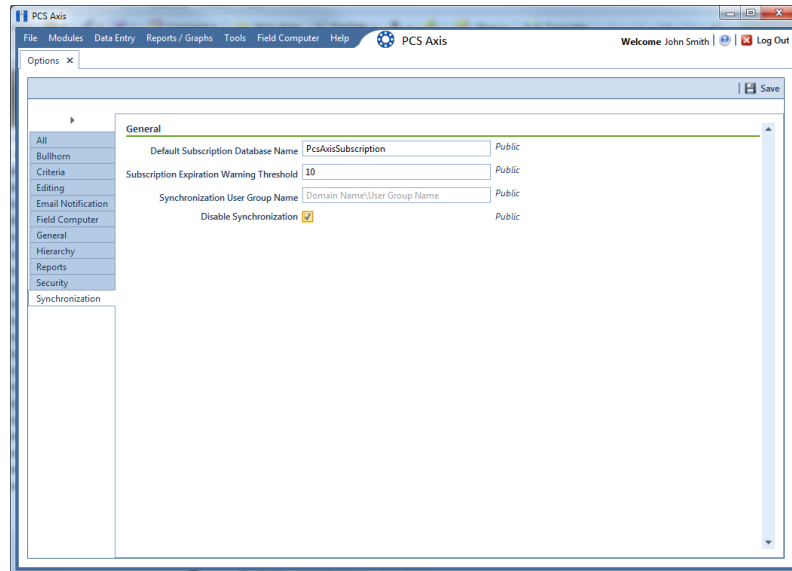 PCS Axis
File Modules Data Entry Reports / Graphs Tools Field Computer Help PCS Axis Welcome John Smith | | Log Out
Options
| Save
General
All
Bullhorn
Criteria
Editing
Email Notification
Field Computer
General
Hierarchy
Reports
Security
Synchronization
Default Subscription Database Name PcsAxisSubscription Public
Subscription Expiration Warning Threshold 10 Public
Synchronization User Group Name Domain Name\User Group Name Public
Disable Synchronization Public